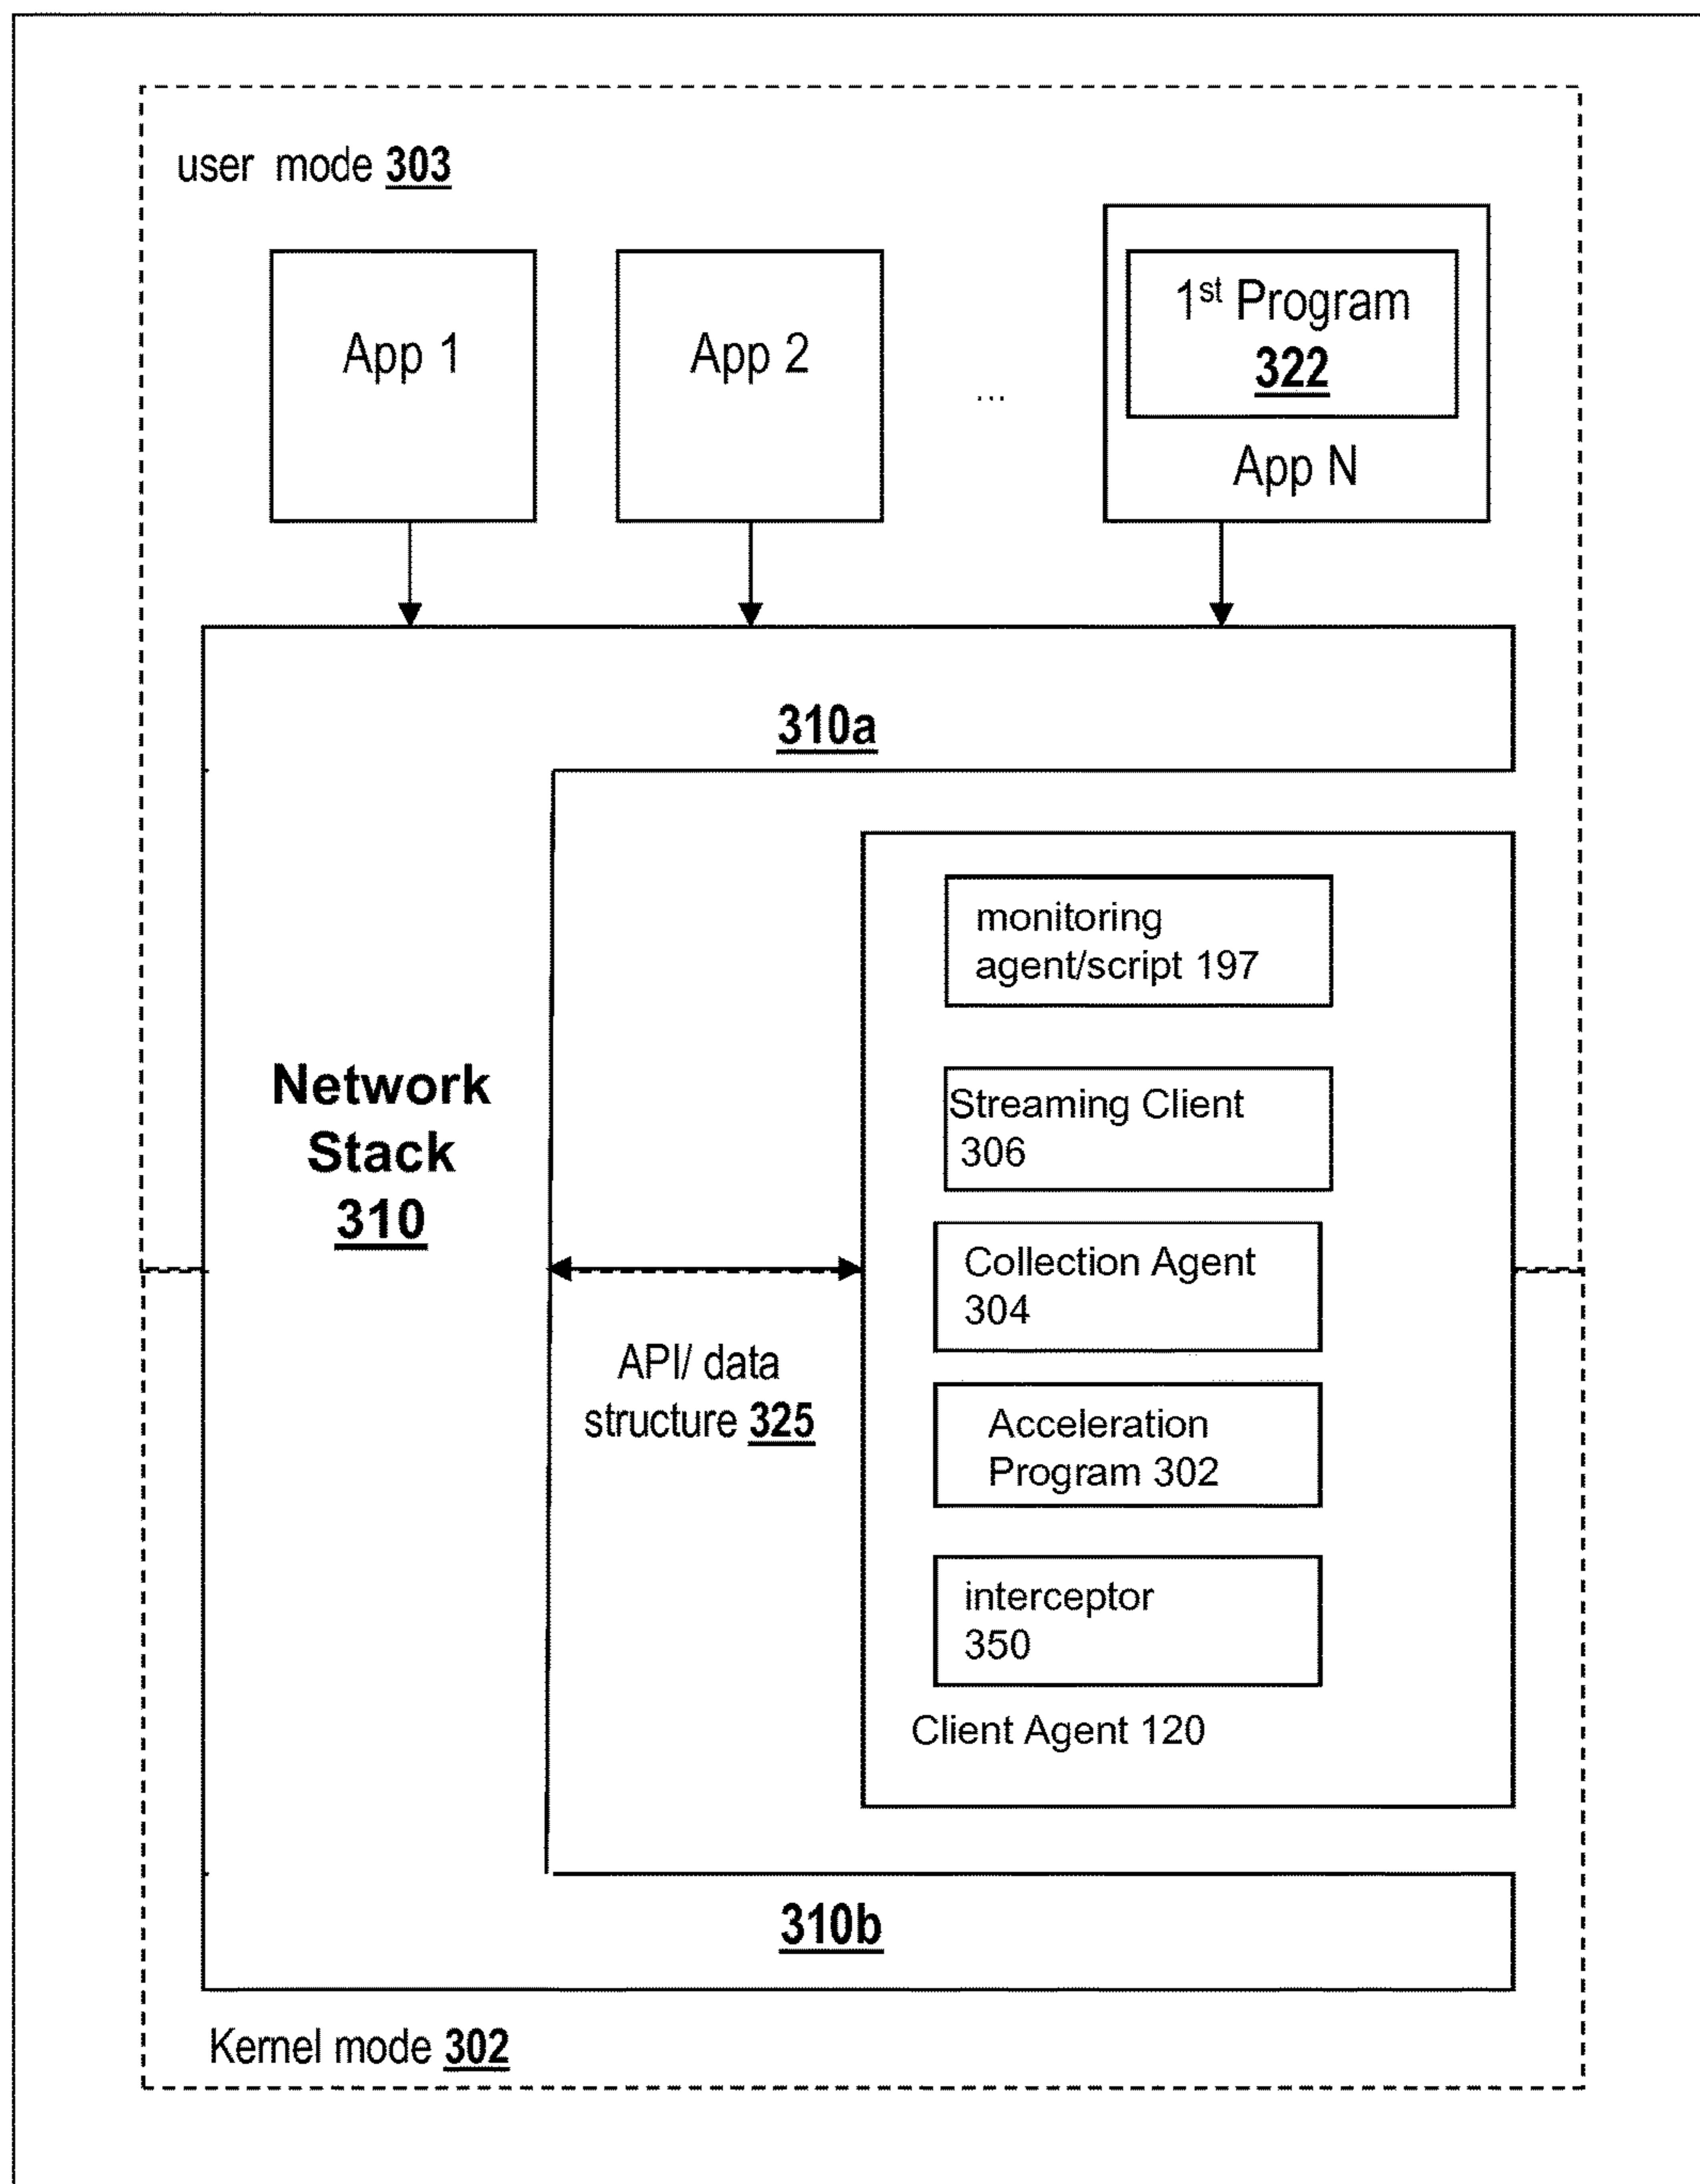 user mode 303
App 1
App 2
...
1st Program
322
App N
310a
Network
Stack
310
monitoring
agent/script 197
Streaming Client
306
Collection Agent
304
API/ data
structure 325
Acceleration
Program 302
interceptor
350
Client Agent 120
310b
Kernel mode 302